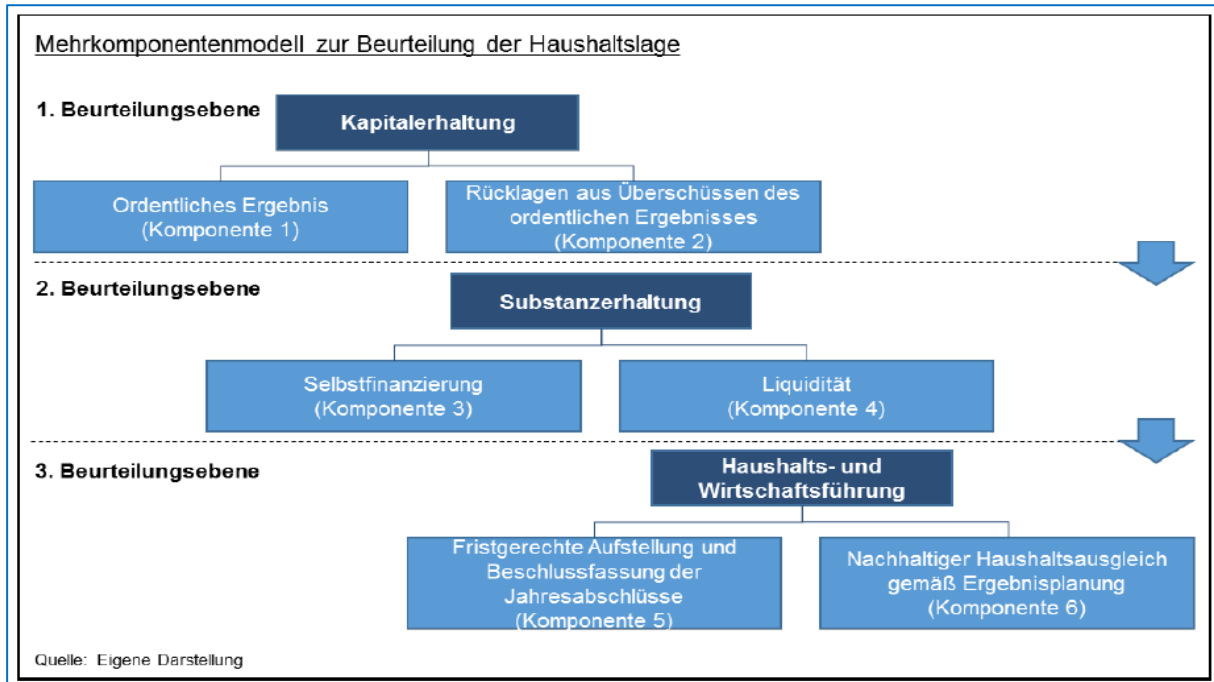 Mehrkomponentenmodell zur Beurteilung der Haushaltslage
1. Beurteilungsebene
Kapitalerhaltung
Ordentliches Ergebnis
(Komponente 1)
Rücklagen aus Überschüssen des
ordentlichen Ergebnisses
(Komponente 2)
2. Beurteilungsebene
Substanzerhaltung
Selbstfinanzierung
(Komponente 3)
Liquidität
(Komponente 4)
3. Beurteilungsebene
Haushalts- und
Wirtschaftsführung
Fristgerechte Aufstellung und
Beschlussfassung der
Jahresabschlüsse
(Komponente 5)
Nachhaltiger Haushaltsausgleich
gemäß Ergebnisplanung
(Komponente 6)
Quelle: Eigene Darstellung